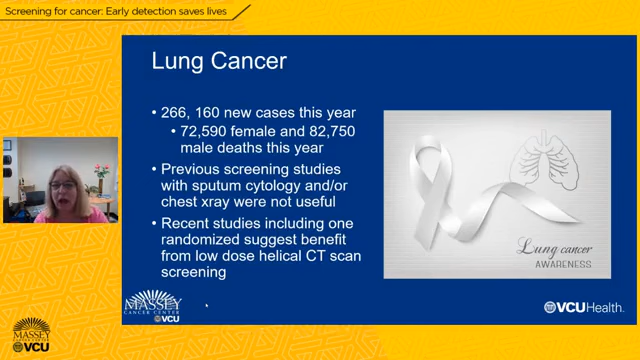 Screening for cancer: Early detection saves lives
Lung Cancer
• 266, 160 new cases this year
• 72,590 female and 82,750
male deaths this year
• Previous screening studies
with sputum cytology and/or
chest xray were not useful
• Recent studies including one
randomized suggest benefit
from low dose helical CT scan
screening
Lung cancer
AWARENESS
MASSEY
CANCER CENTER
VCU
VCUHealth.
MASSEY
CANCER CENTER
VCU